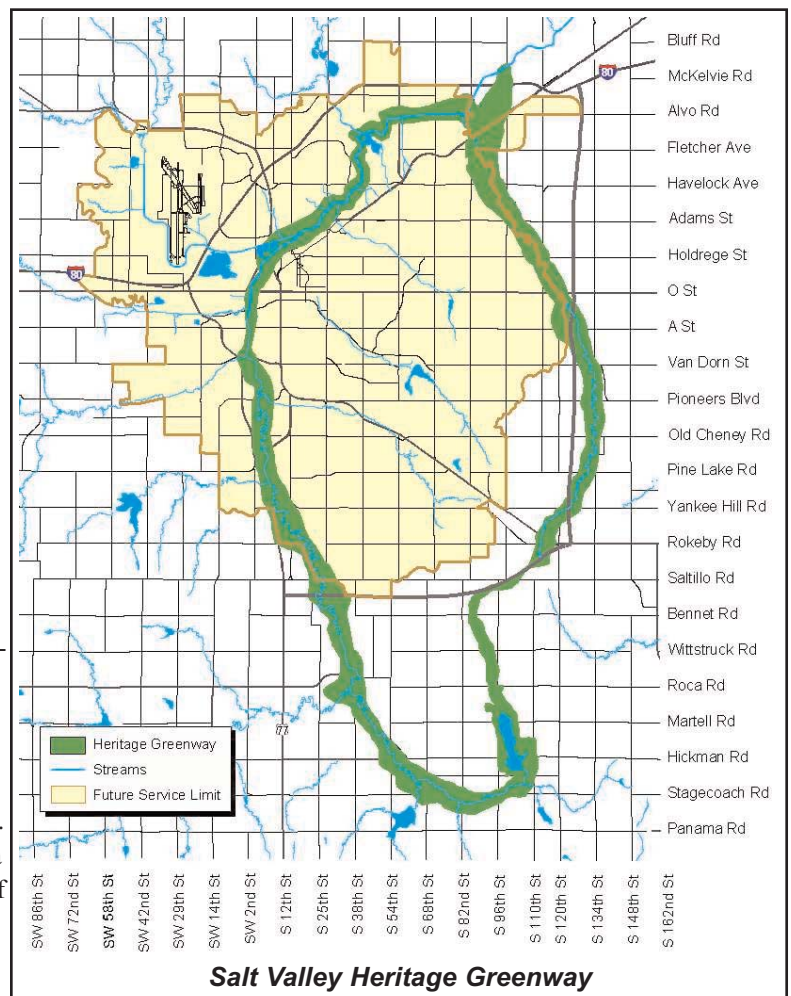 Bluff Rd
80
McKelvie Rd
Alvo Rd
Fletcher Ave
Havelock Ave
Adams St
Holdrege St
80
O St
A St
Van Dorn St
Pioneers Blvd
Old Cheney Rd
Pine Lake Rd
Yankee Hill Rd
Rokeby Rd
Saltillo Rd
Bennet Rd
Wittstruck Rd
Roca Rd
Martell Rd
77
Heritage Greenway
Hickman Rd
Streams
Stagecoach Rd
Future Service Limit
Panama Rd
f
SW 86th St
SW 72nd St
SW 58th St
SW 42nd St
SW 28th St
SW 14th St
SW 2nd St
S 12th St
S 25th St
S 38th St
S 54th St
S 68th St
S 82nd St
S 96th St
S 110th St
S 120th St
S 134th St
S 148th St
S 162nd St
Salt Valley Heritage Greenway